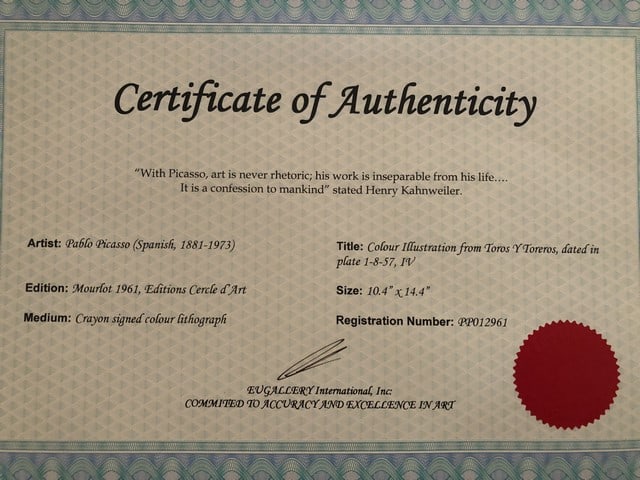 Certificate of Authenticity
“With Picasso, art is never rhetoric; his work is inseparable from his life….
It is a confession to mankind” stated Henry Kahnweiler.
Artist: Pablo Picasso (Spanish, 1881-1973)
Title: Colour Illustration from Toros Y Toreros, dated in
plate 1-8-57, IV
Edition: Mourlot 1961, Editions Cercle d'Art
Size: 10.4” x 14.4”
Medium: Crayon signed colour lithograph
Registration Number: PP012961
EUGALLERY International, Inc:
COMMITED TO ACCURACY AND EXCELLENCE IN ART